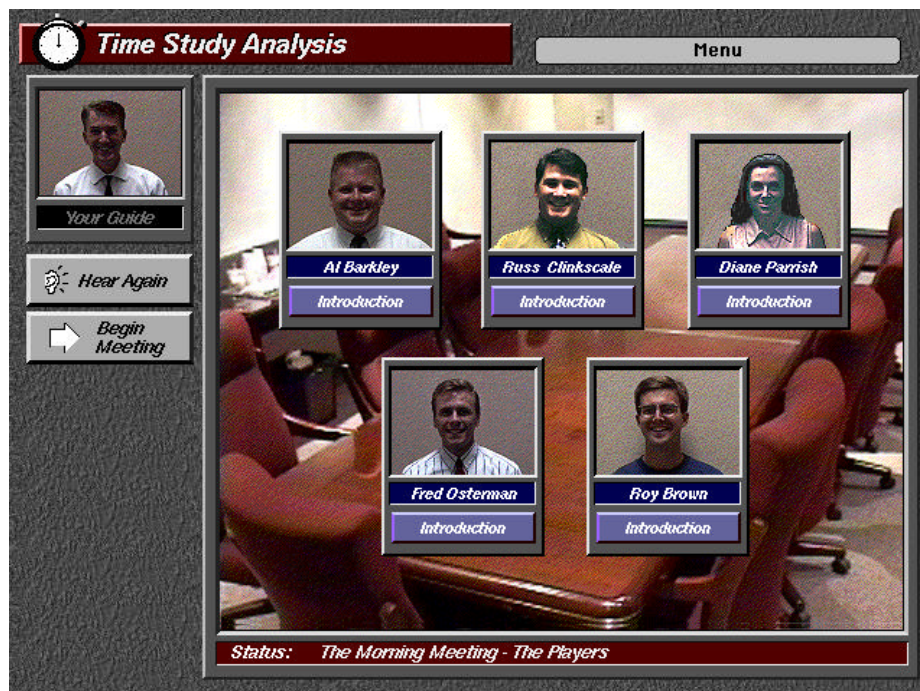 Time Study Analysis
Menu
Your Guide
Hear Again
Begin
Meeting
Al Barkley
Introduction
Russ Clinkscale
Introduction
Diane Parrish
Introduction
Fred Osterman
Introduction
Roy Brown
Introduction
Status: The Morning Meeting - The Players